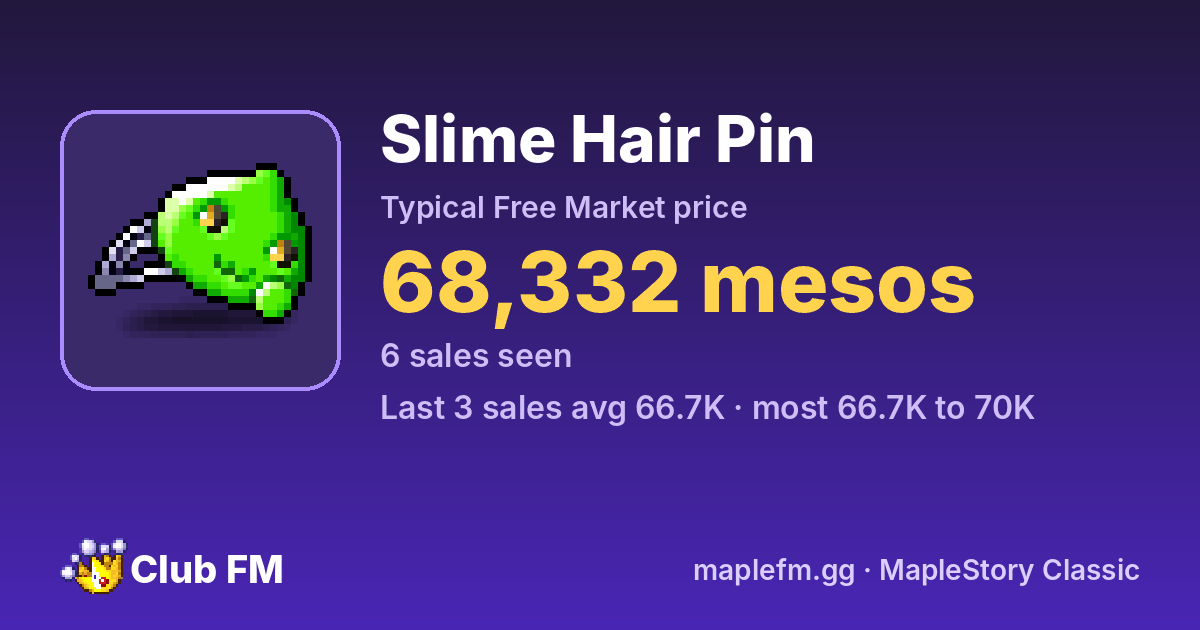 Slime Hair Pin
Typical Free Market price
68,332 mesos
6 sales seen
Last 3 sales avg 66.7K · most 66.7K to 70K
Club FM
maplefm.gg · MapleStory Classic